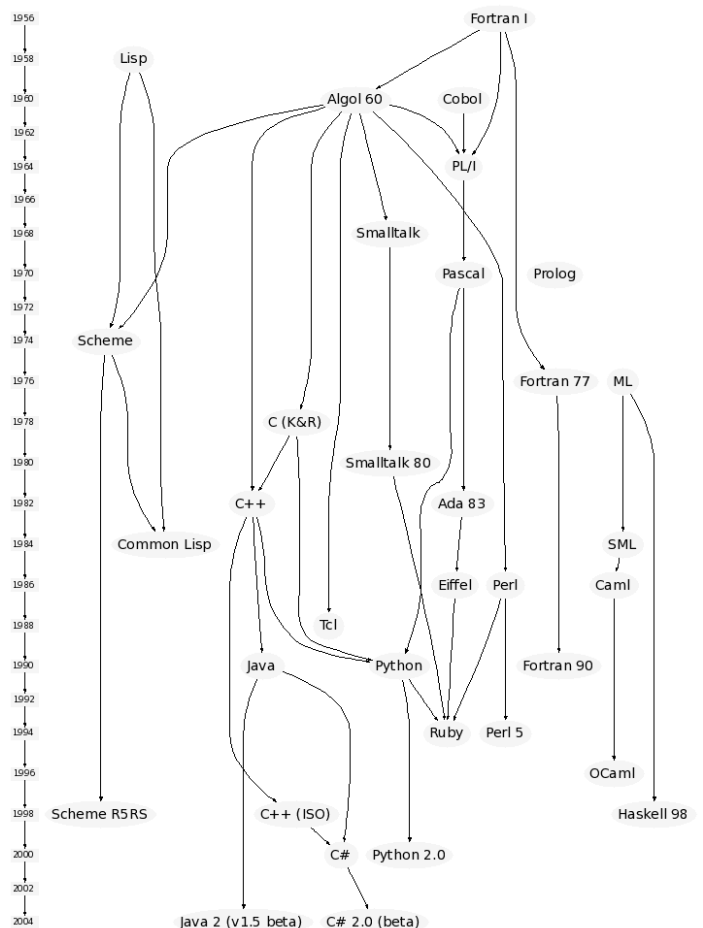 1956
Fortran I
1958
Lisp
1960
Algol 60
Cobol
1962
1964
PL/I
1966
1968
Smalltalk
1970
Pascal
Prolog
1972
1974
Scheme
1976
Fortran 77
ML
1978
C (K&R)
1980
Smalltalk 80
1982
C++
Ada 83
1984
Common Lisp
SML
1986
Eiffel
Perl
Caml
1988
Tcl
1990
Java
Python
Fortran 90
1992
1994
Ruby
Perl 5
1996
OCaml
1998
Scheme R5RS
C++ (ISO)
Haskell 98
2000
C#
Python 2.0
2002
2004
Java 2 (v1.5 beta)
C# 2.0 (beta)